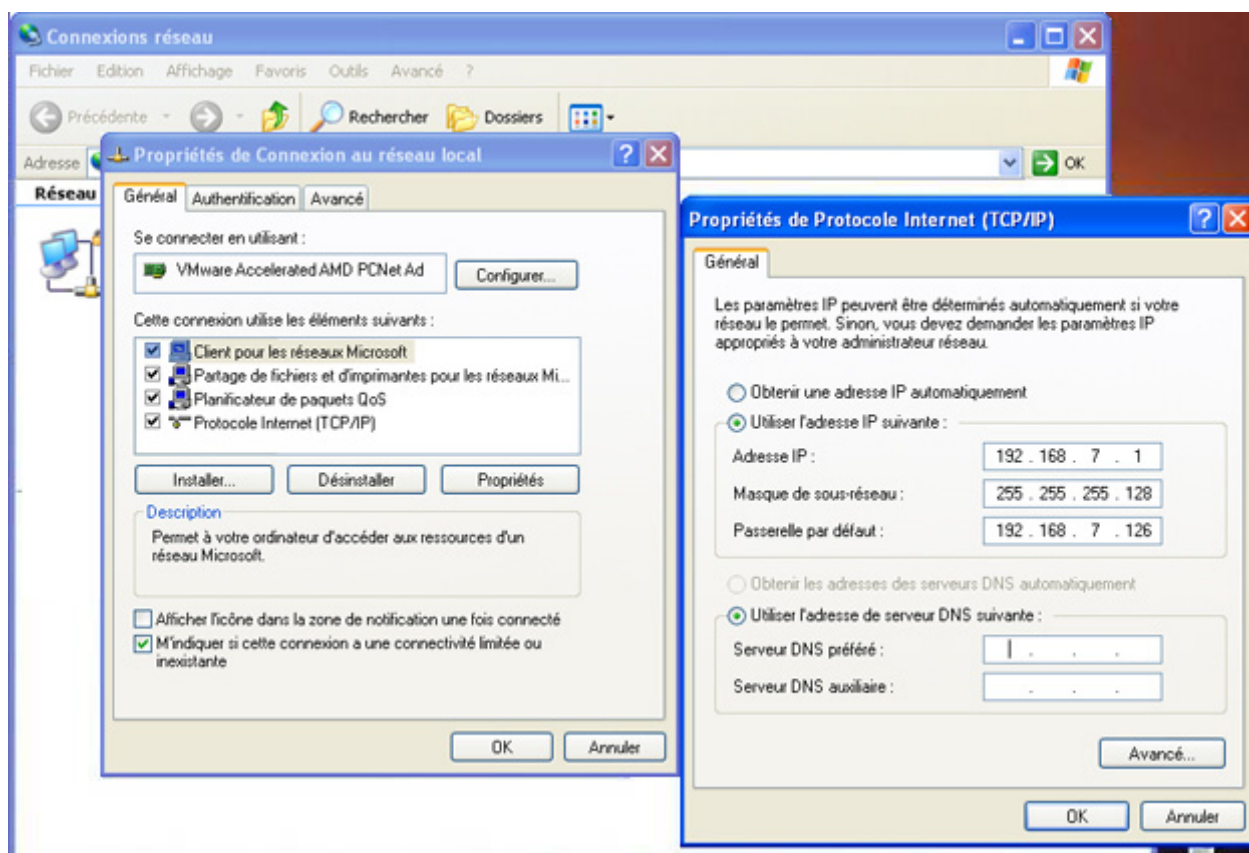 Connexions réseau
Fichier Edition Affichage Favoris Outils Avancé ?
Précédente Rechercher Dossiers
Adresse OK
Réseau
Propriétés de Connexion au réseau local
Général Authentification Avancé
Se connecter en utilisant :
VMware Accelerated AMD PCNet Ad Configurer...
Cette connexion utilise les éléments suivants :
Client pour les réseaux Microsoft
Partage de fichiers et d'imprimantes pour les réseaux Mi...
Planificateur de paquets QoS
Protocole Internet (TCP/IP)
Installer... Désinstaller Propriétés
Description
Permet à votre ordinateur d'accéder aux ressources d'un
réseau Microsoft.
Afficher l'icône dans la zone de notification une fois connecté
M'indiquer si cette connexion a une connectivité limitée ou
inexistante
OK Annuler
Propriétés de Protocole Internet (TCP/IP)
Général
Les paramètres IP peuvent être déterminés automatiquement si votre
réseau le permet. Sinon, vous devez demander les paramètres IP
appropriés à votre administrateur réseau.
Obtenir une adresse IP automatiquement
Utiliser l'adresse IP suivante :
Adresse IP : 192 . 168 . 7 . 1
Masque de sous-réseau : 255 . 255 . 255 . 128
Passerelle par défaut : 192 . 168 . 7 . 126
Obtenir les adresses des serveurs DNS automatiquement
Utiliser l'adresse de serveur DNS suivante :
Serveur DNS préféré : . . .
Serveur DNS auxiliaire : . . .
Avancé...
OK Annuler